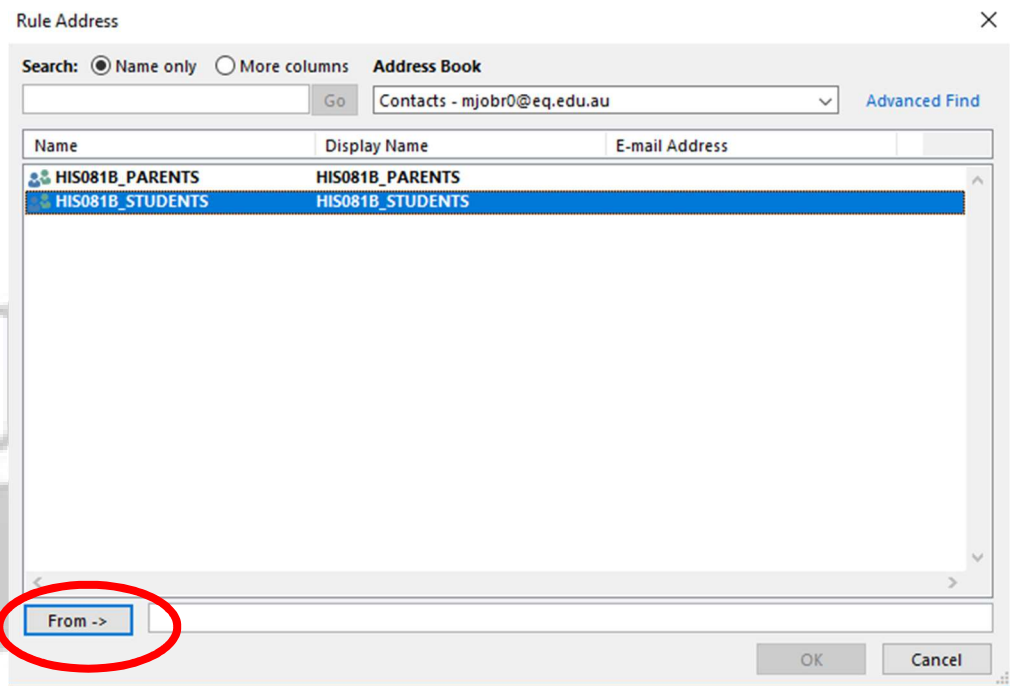 Rule Address
Search: Name only More columns Address Book
Go Contacts - mjobr0@eq.edu.au Advanced Find
Name Display Name E-mail Address
HIS081B_PARENTS HIS081B_PARENTS
HIS081B_STUDENTS HIS081B_STUDENTS
From ->
OK Cancel